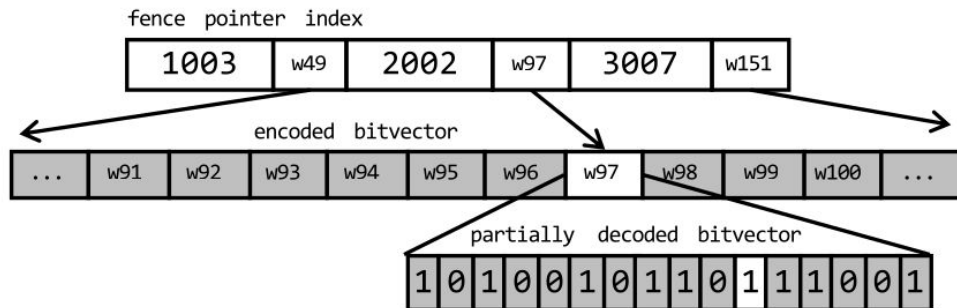 fence pointer index
1003 w49 2002 w97 3007 w151
encoded bitvector
... w91 w92 w93 w94 w95 w96 w97 w98 w99 w100 ...
partially decoded bitvector
1 0 1 0 0 1 0 1 1 0 1 1 1 0 0 1